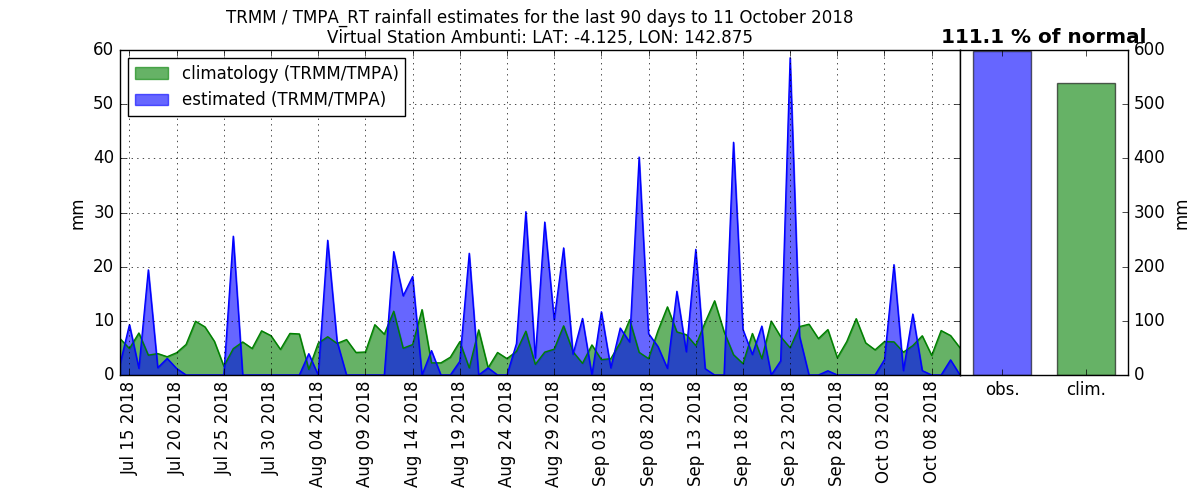 TRMM / TMPA_RT rainfall estimates for the last 90 days to 11 October 2018
Virtual Station Ambunti: LAT: -4.125, LON: 142.875
111.1 % of normal
climatology (TRMM/TMPA)
estimated (TRMM/TMPA)
60
50
40
30
20
10
0
mm
600
500
400
300
200
100
0
mm
Jul 15 2018
Jul 20 2018
Jul 25 2018
Jul 30 2018
Aug 04 2018
Aug 09 2018
Aug 14 2018
Aug 19 2018
Aug 24 2018
Aug 29 2018
Sep 03 2018
Sep 08 2018
Sep 13 2018
Sep 18 2018
Sep 23 2018
Sep 28 2018
Oct 03 2018
Oct 08 2018
obs.
clim.